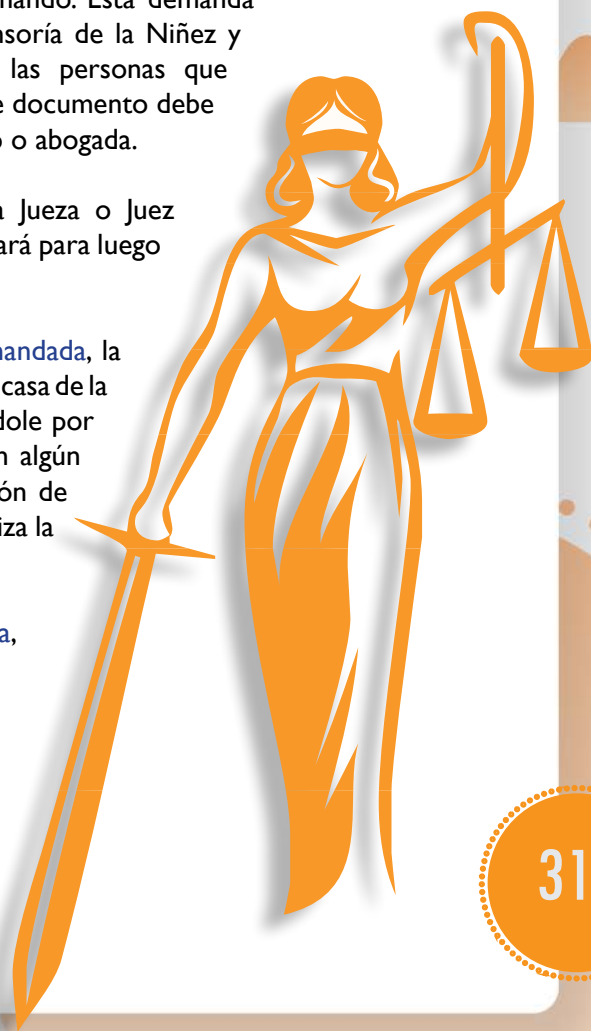 mando. Esta demanda
nsoría de la Niñez y
las personas que
e documento debe
o o abogada.
a Jueza o Juez
ará para luego
mandada, la
casa de la
dole por
n algún
ón de
iza la
a,
31